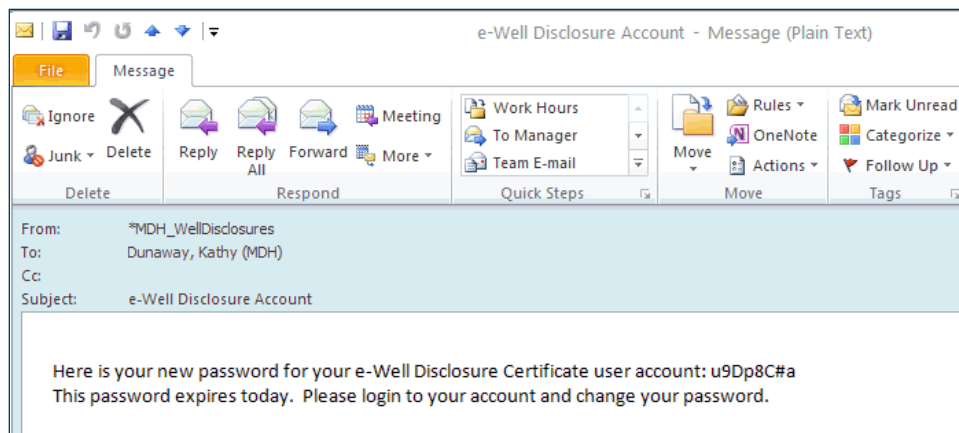 e-Well Disclosure Account - Message (Plain Text)
File Message
Ignore
Junk
Delete
Reply
Reply All
Forward
Meeting
More
Work Hours
To Manager
Team E-mail
Move
Rules
OneNote
Actions
Mark Unread
Categorize
Follow Up
Delete Respond Quick Steps Move Tags
From: *MDH_WellDisclosures
To: Dunaway, Kathy (MDH)
Cc:
Subject: e-Well Disclosure Account
Here is your new password for your e-Well Disclosure Certificate user account: u9Dp8C#a
This password expires today. Please login to your account and change your password.